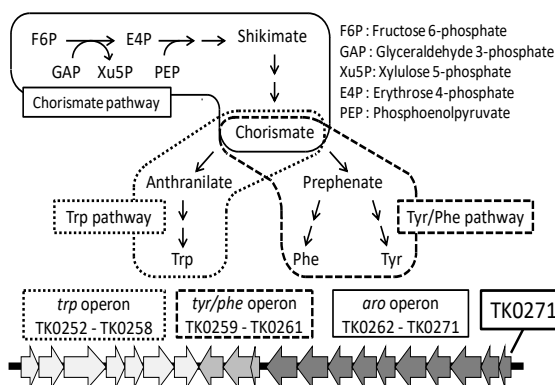 F6P E4P Shikimate
GAP Xu5P PEP
Chorismate pathway
F6P : Fructose 6-phosphate
GAP : Glyceraldehyde 3-phosphate
Xu5P: Xylulose 5-phosphate
E4P : Erythrose 4-phosphate
PEP : Phosphoenolpyruvate
Chorismate
Anthranilate Prephenate
Trp pathway Tyr/Phe pathway
Trp Phe Tyr
trp operon
TK0252 - TK0258
tyr/phe operon
TK0259 - TK0261
aro operon
TK0262 - TK0271
TK0271